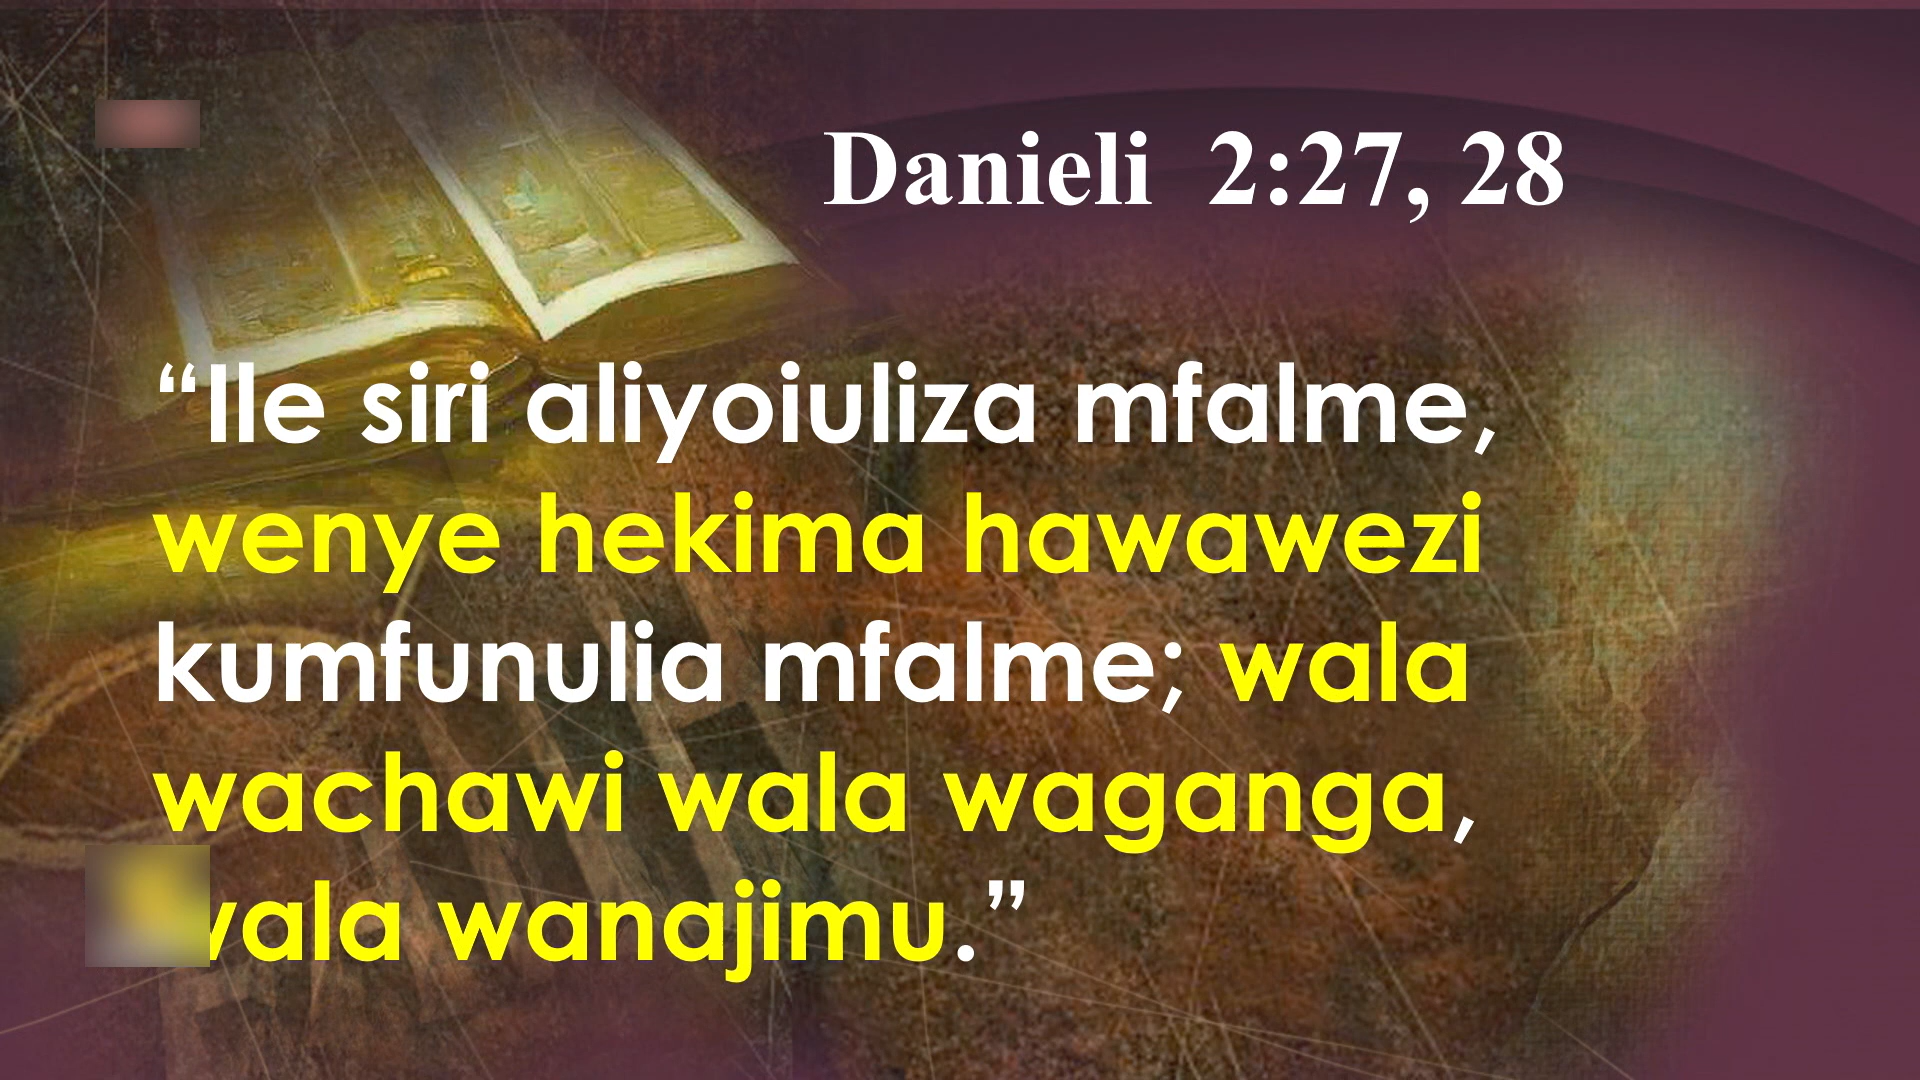 Danieli 2:27, 28
“Ile siri aliyoiuliza mfalme,
wenye hekima hawawezi
kumfunulia mfalme; wala
wachawi wala waganga,
wala wanajimu.”